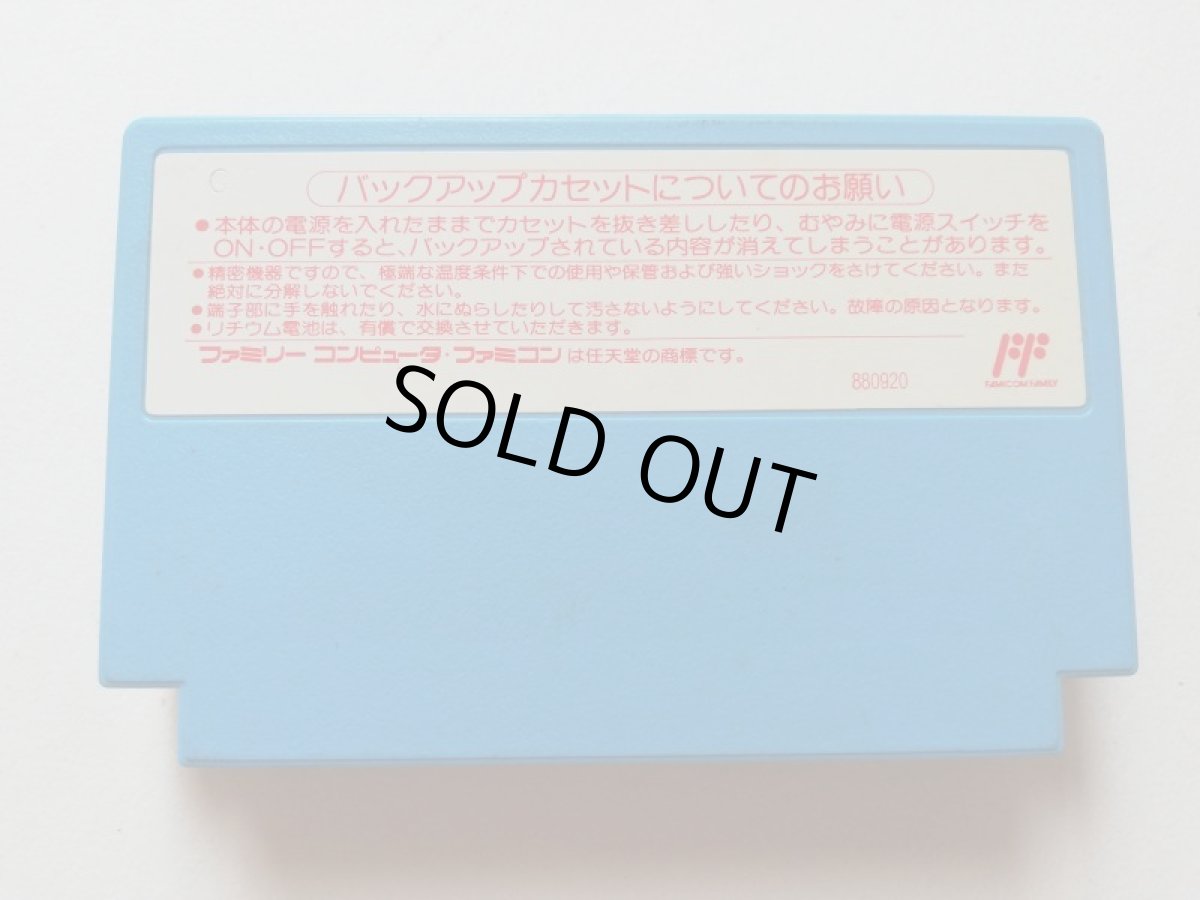 バックアップカセットについてのお願い
●本体の電源を入れたままでカセットを抜き差ししたり、むやみに電源スイッチを
ON・OFFすると、バックアップされている内容が消えてしまうことがあります。
●精密機器ですので、極端な温度条件下での使用や保管および強いショックをさけてください。また
絶対に分解しないでください。
●端子部に手を触れたり、水にぬらしたりして汚さないようにしてください。故障の原因となります。
●リチウム電池は、有償で交換させていただきます。
ファミリー コンピュータ・ファミコンは任天堂の商標です。
880920
FAMICOM FAMILY
SOLD OUT